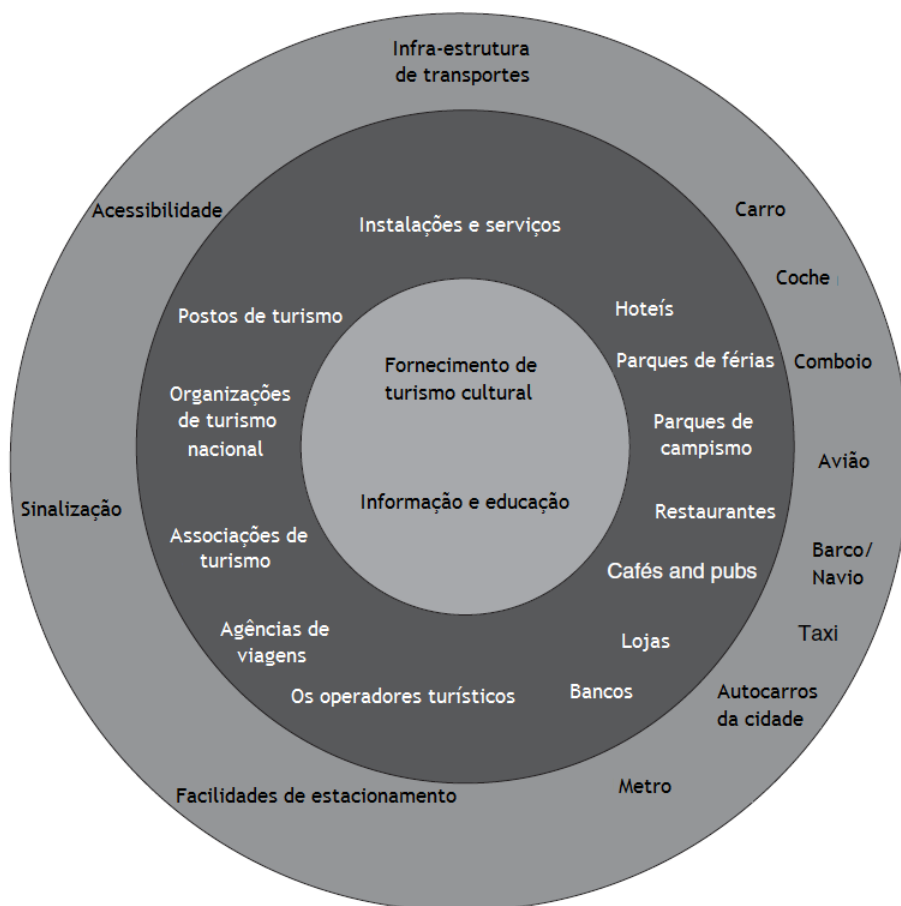 Infra-estrutura
de transportes
Acessibilidade
Carro
Instalações e serviços
Coche
Postos de turismo
Hoteís
Fornecimento de
turismo cultural
Parques de férias
Comboio
Organizações
de turismo
nacional
Parques de
campismo
Avião
Sinalização
Informação e educação
Restaurantes
Associações de
turismo
Cafés and pubs
Barco/
Navio
Agências de
viagens
Lojas
Taxi
Os operadores turísticos
Bancos
Autocarros
da cidade
Facilidades de estacionamento
Metro